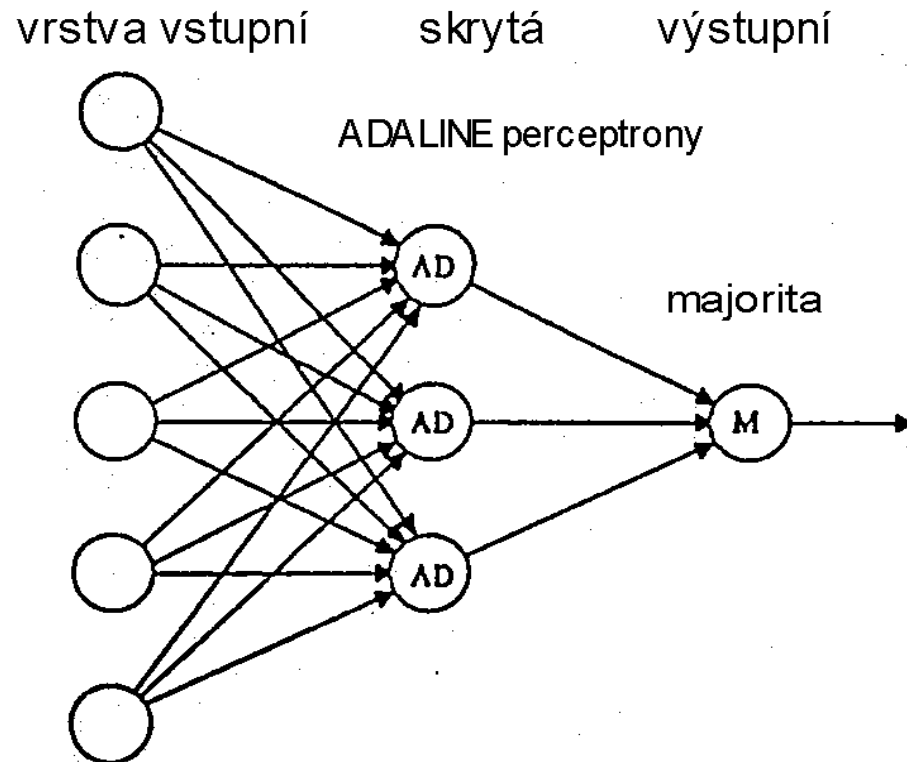 vrstva vstupní skrytá výstupní
ADALINE perceptrony
AD
majorita
AD
M
AD